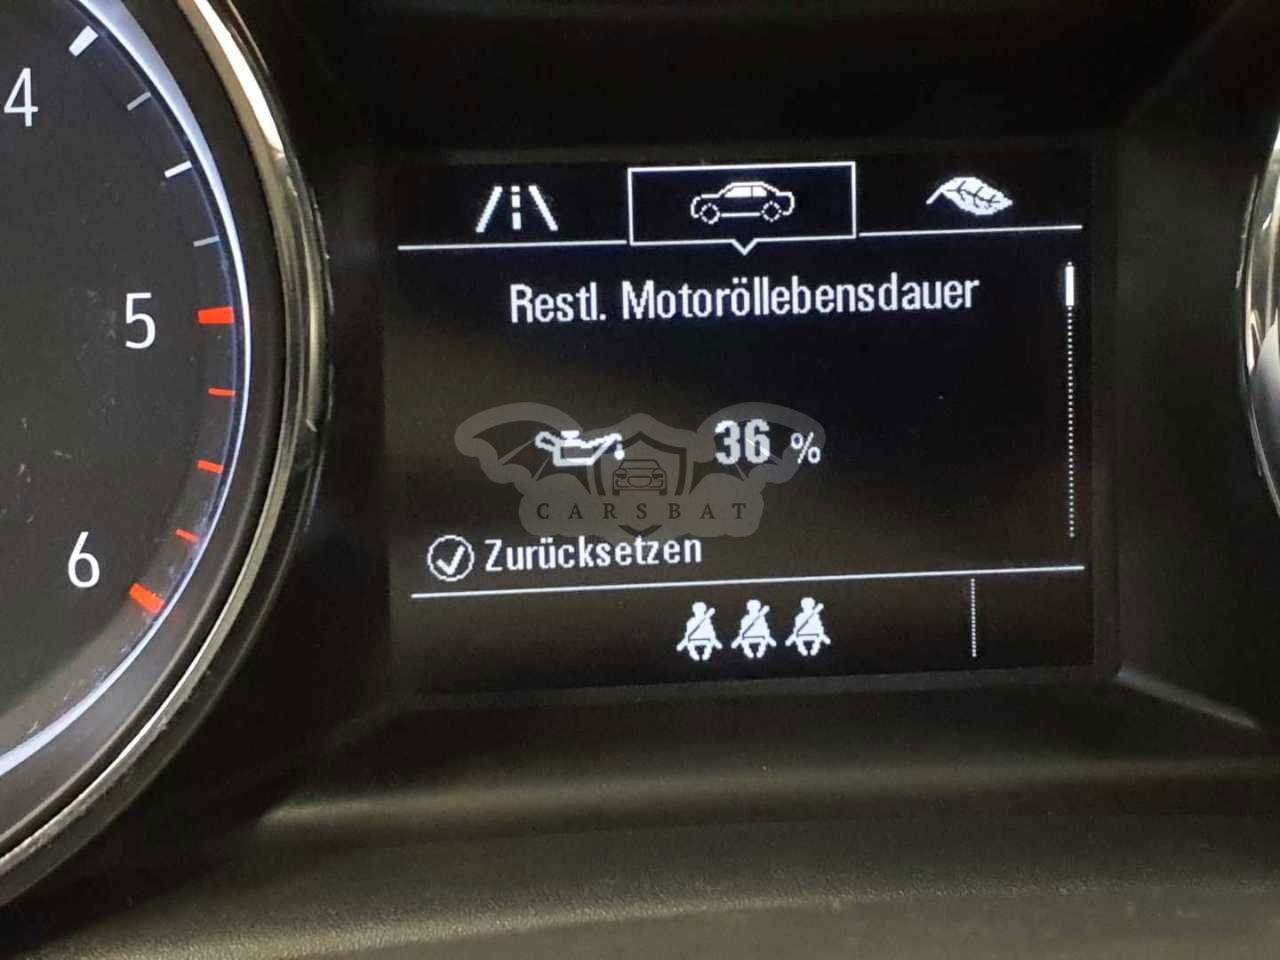 4
5
6
Restl. Motoröllebensdauer
36 %
CARSBAT
Zurücksetzen